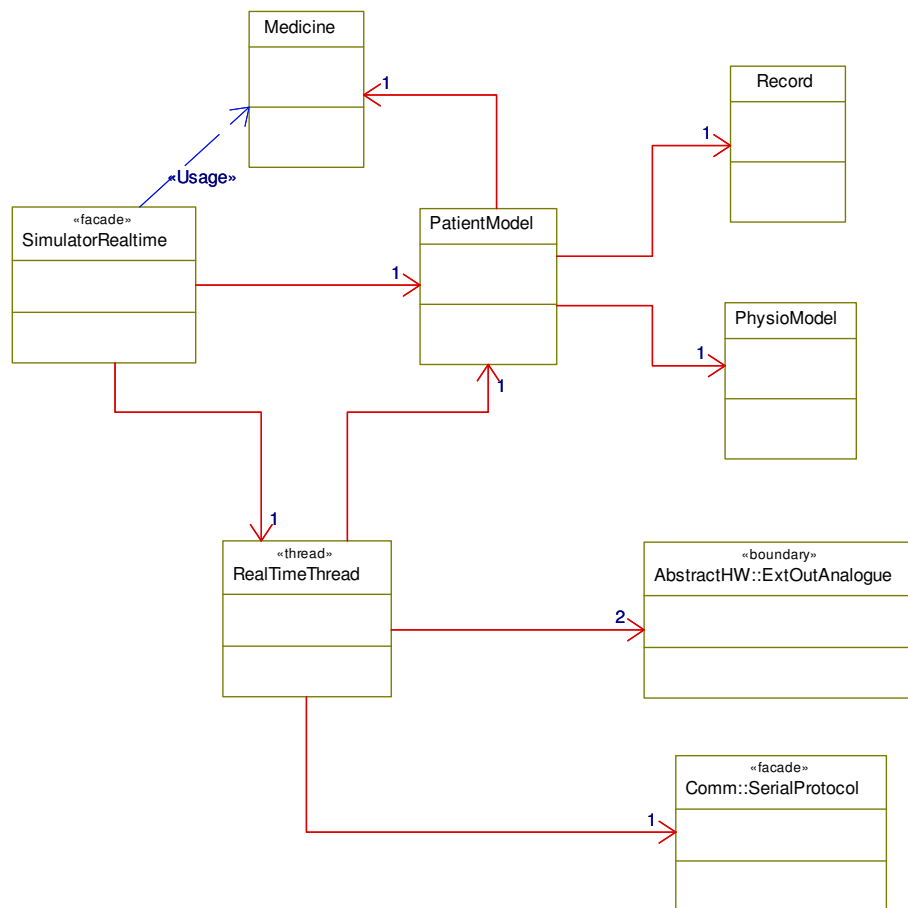 Medicine
1
Record
1
«Usage»
«facade»
SimulatorRealtime
PatientModel
1
PhysioModel
1
1
1
«thread»
RealTimeThread
«boundary»
AbstractHW::ExtOutAnalogue
2
«facade»
Comm::SerialProtocol
1